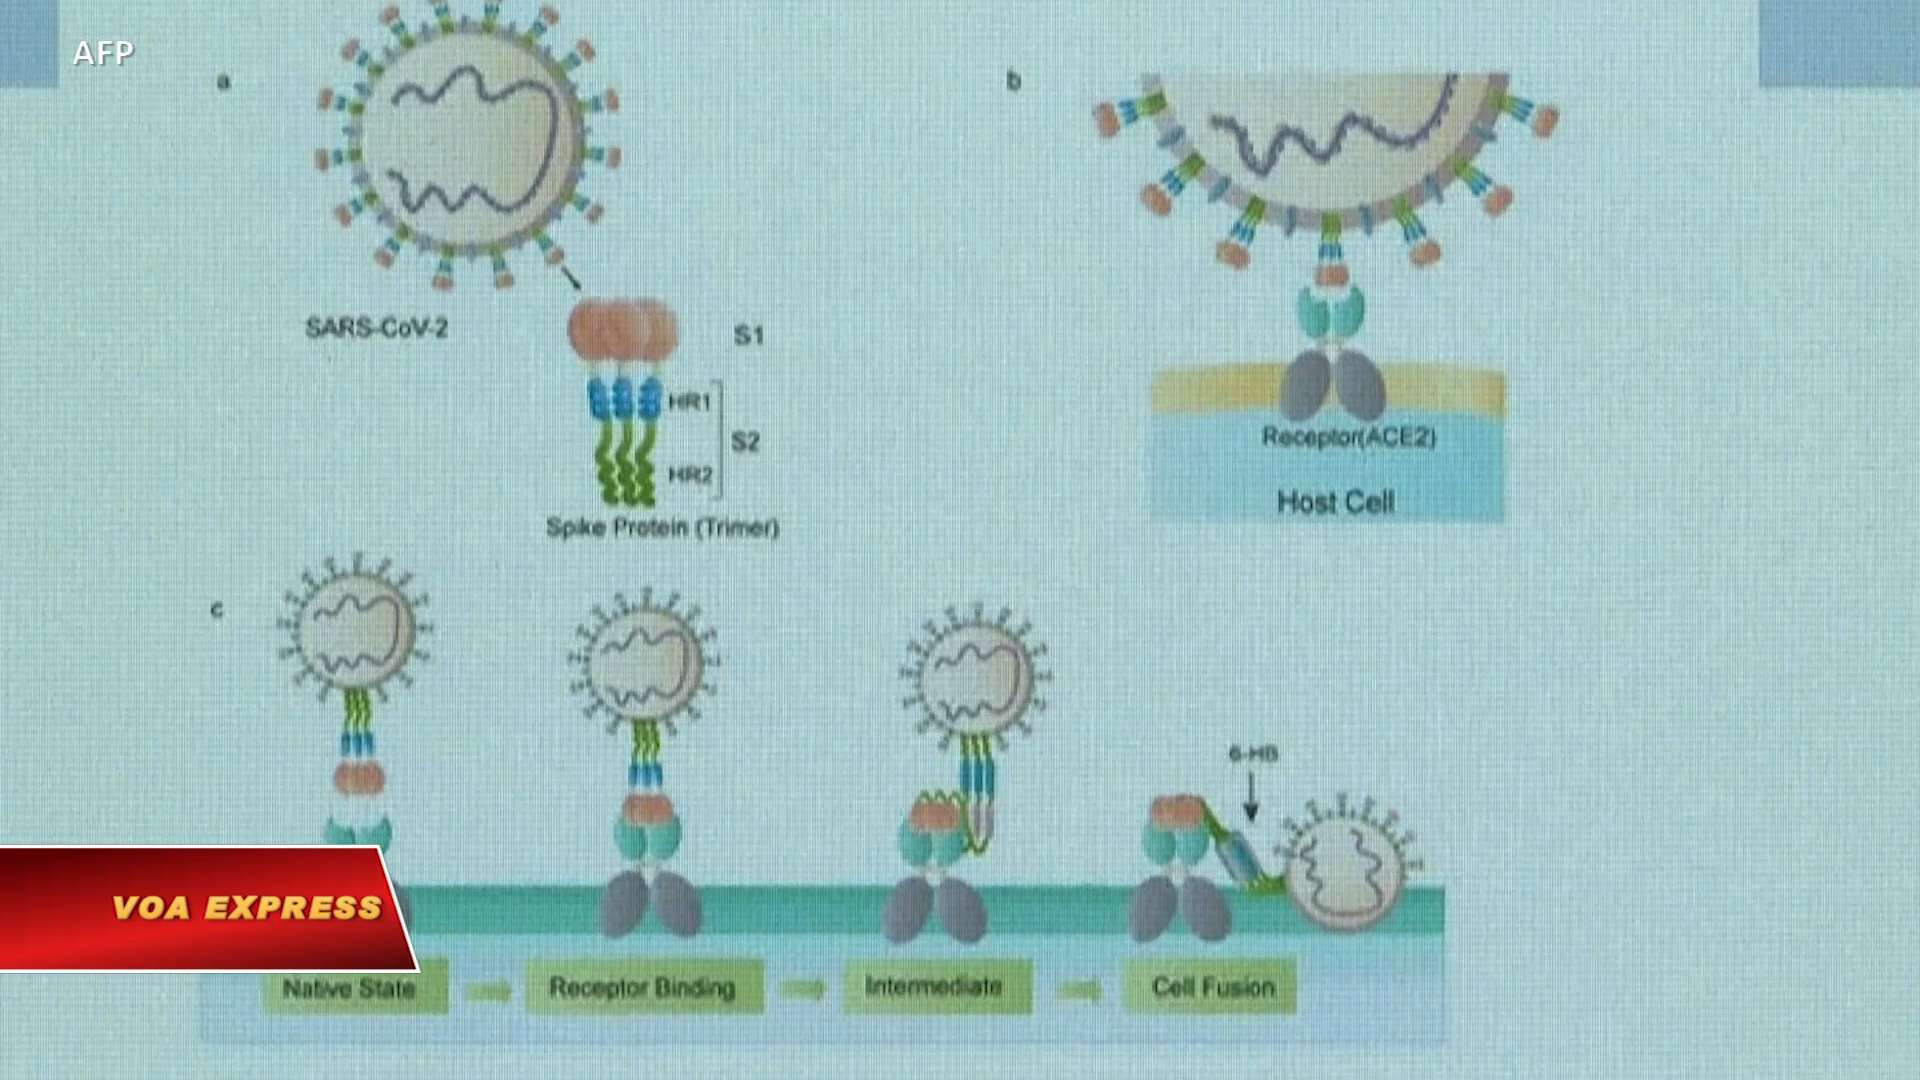 AFP
a
b
SARS-CoV-2
S1
HR1
S2
HR2
Spike Protein (Trimer)
Receptor(ACE2)
Host Cell
c
6-HB
VOA EXPRESS
Native State
Receptor Binding
Intermediate
Cell Fusion